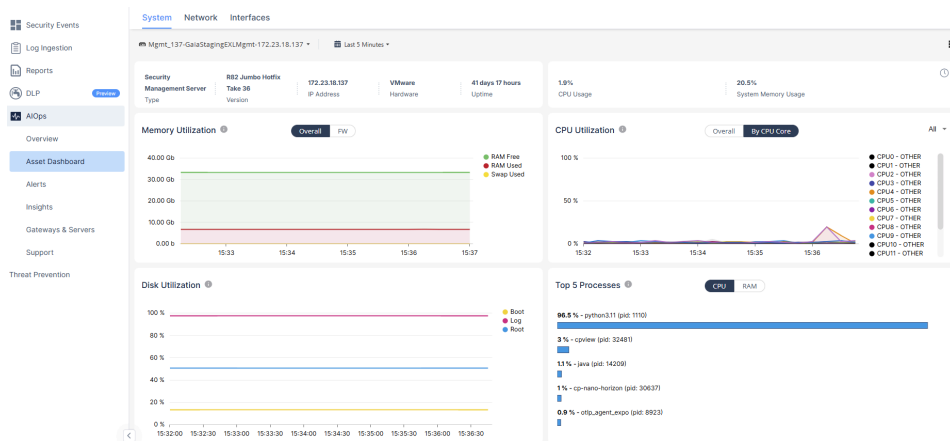 System Network Interfaces
Security Events
Log Ingestion
Reports
DLP Preview
AIOps
Overview
Asset Dashboard
Alerts
Insights
Gateways & Servers
Support
Threat Prevention
Mgmt_137-GaiaStagingEXLMgmt-172.23.18.137 Last 5 Minutes
Security Management Server
Type
R82 Jumbo Hotfix Take 36
Version
172.23.18.137
IP Address
VMware
Hardware
41 days 17 hours
Uptime
1.9%
CPU Usage
20.5%
System Memory Usage
Memory Utilization Overall FW
40.00 Gb
30.00 Gb
20.00 Gb
10.00 Gb
0.00 b
15:33 15:34 15:35 15:36 15:37
RAM Free
RAM Used
Swap Used
CPU Utilization Overall By CPU Core All
100 %
50 %
0 %
15:32 15:33 15:34 15:35 15:36
CPU0 - OTHER
CPU1 - OTHER
CPU2 - OTHER
CPU3 - OTHER
CPU4 - OTHER
CPU5 - OTHER
CPU6 - OTHER
CPU7 - OTHER
CPU8 - OTHER
CPU9 - OTHER
CPU10 - OTHER
CPU11 - OTHER
Disk Utilization
100 %
80 %
60 %
40 %
20 %
0 %
15:32:00 15:32:30 15:33:00 15:33:30 15:34:00 15:34:30 15:35:00 15:35:30 15:36:00 15:36:30
Boot
Log
Root
Top 5 Processes CPU RAM
96.5 % - python3.11 (pid: 1110)
3 % - cpview (pid: 32481)
1.1 % - java (pid: 14209)
1 % - cp-nano-horizon (pid: 30637)
0.9 % - otlp_agent_expo (pid: 8923)